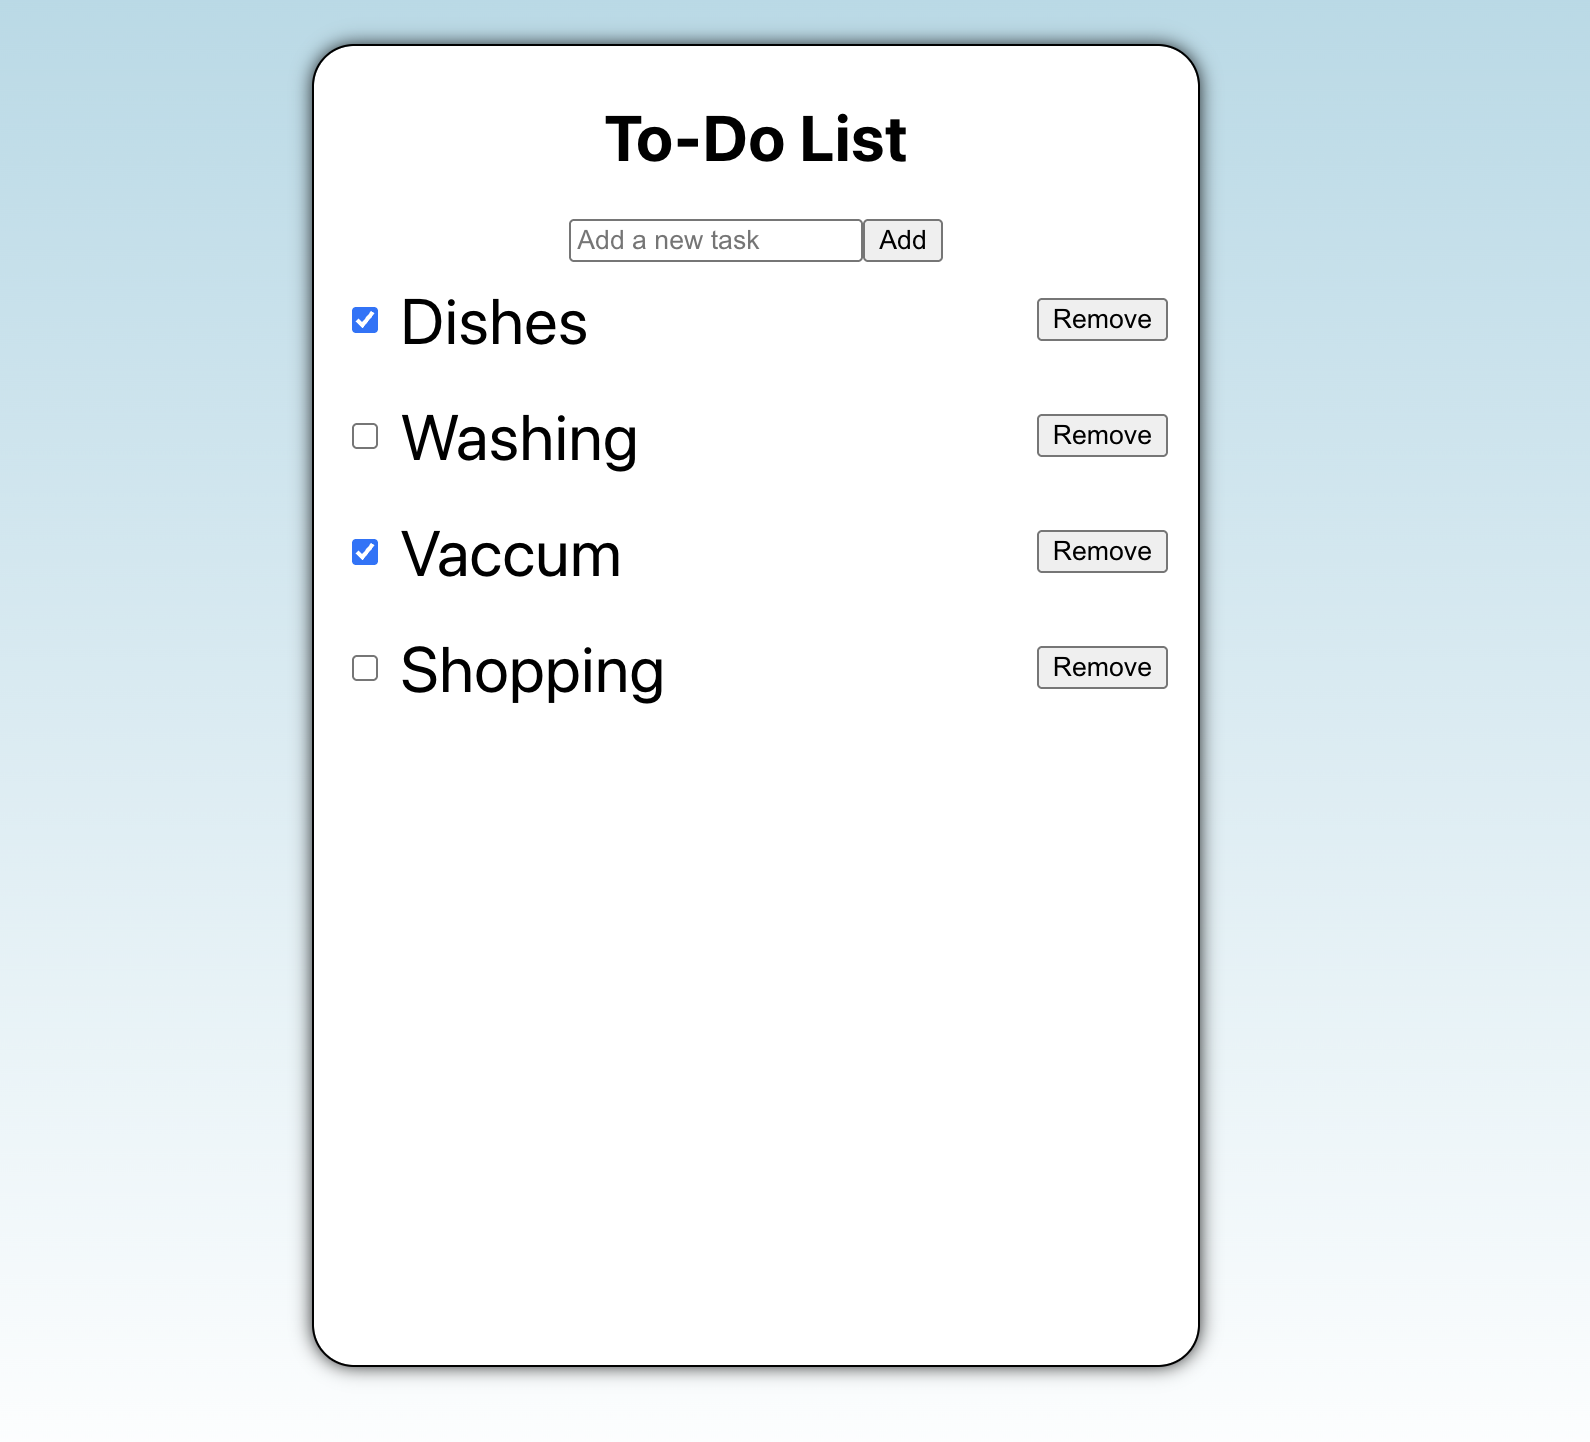 To-Do List
Add a new task Add
Dishes Remove
Washing Remove
Vaccum Remove
Shopping Remove